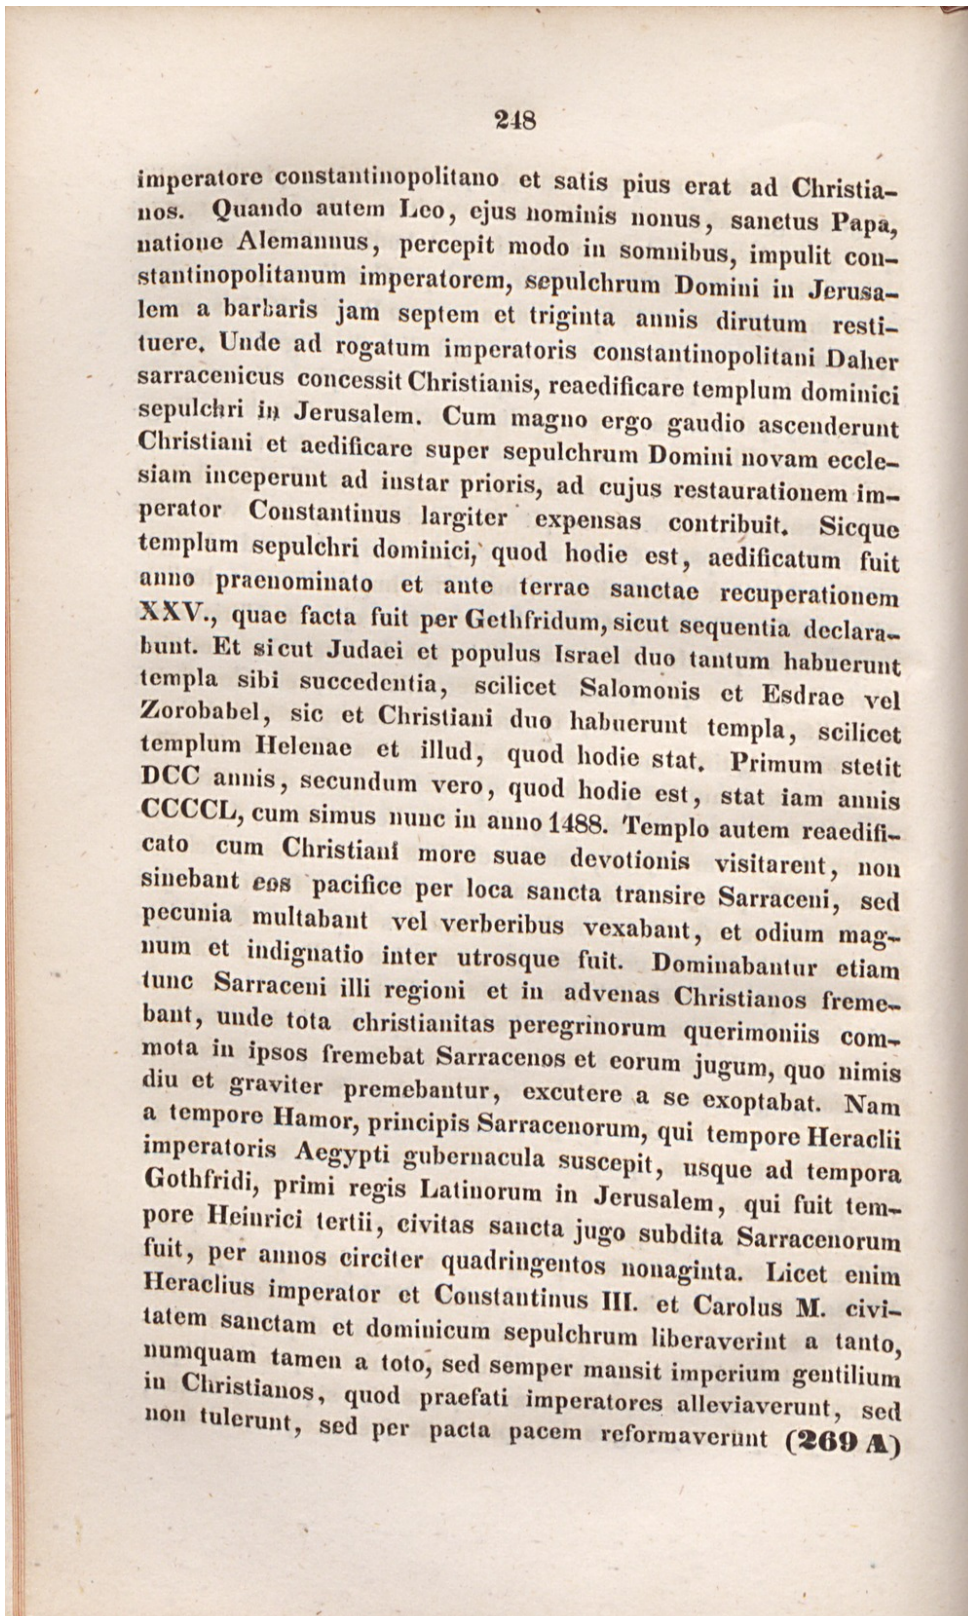 248
imperatore constantinopolitano et satis pius erat ad Christia-
nos. Quando autem Leo, ejus nominis nonus, sanctus Papa,
natione Alemannus, percepit modo in somnibus, impulit con-
stantinopolitanum imperatorem, sepulchrum Domini in Jerusa-
lem a barbaris jam septem et triginta annis dirutum resti-
tuere. Unde ad rogatum imperatoris constantinopolitani Daher
sarracenicus concessit Christianis, reaedificare templum dominici
sepulchri in Jerusalem. Cum magno ergo gaudio ascenderunt
Christiani et aedificare super sepulchrum Domini novam eccle-
siam inceperunt ad instar prioris, ad cujus restaurationem im-
perator Constantinus largiter expensas contribuit. Sicque
templum sepulchri dominici, quod hodie est, aedificatum fuit
anno praenominato et ante terrae sanctae recuperationem
XXV., quae facta fuit per Gethfridum, sicut sequentia declara-
bunt. Et sicut Judaei et populus Israel duo tantum habuerunt
templa sibi succedentia, scilicet Salomonis et Esdrae vel
Zorobabel, sic et Christiani duo habuerunt templa, scilicet
templum Helenae et illud, quod hodie stat. Primum stetit
DCC annis, secundum vero, quod hodie est, stat iam annis
CCCCL, cum simus nunc in anno 1488. Templo autem reaedifi-
cato cum Christiani more suae devotionis visitarent, non
sinebant eos pacifice per loca sancta transire Sarraceni, sed
pecunia multabant vel verberibus vexabant, et odium mag-
num et indignatio inter utrosque fuit. Dominabantur etiam
tunc Sarraceni illi regioni et in advenas Christianos freme-
bant, unde tota christianitas peregrinorum querimoniis com-
mota in ipsos fremebat Sarracenos et eorum jugum, quo nimis
diu et graviter premebantur, excutere a se exoptabat. Nam
a tempore Hamor, principis Sarracenorum, qui tempore Heraclii
imperatoris Aegypti gubernacula suscepit, usque ad tempora
Gothfridi, primi regis Latinorum in Jerusalem, qui fuit tem-
pore Heinrici tertii, civitas sancta jugo subdita Sarracenorum
fuit, per annos circiter quadringentos nonaginta. Licet enim
Heraclius imperator et Constantinus III. et Carolus M. civi-
tatem sanctam et dominicum sepulchrum liberaverint a tanto,
numquam tamen a toto, sed semper mansit imperium gentilium
in Christianos, quod praefati imperatores alleviaverunt, sed
non tulerunt, sed per pacta pacem reformaverunt (269 A)